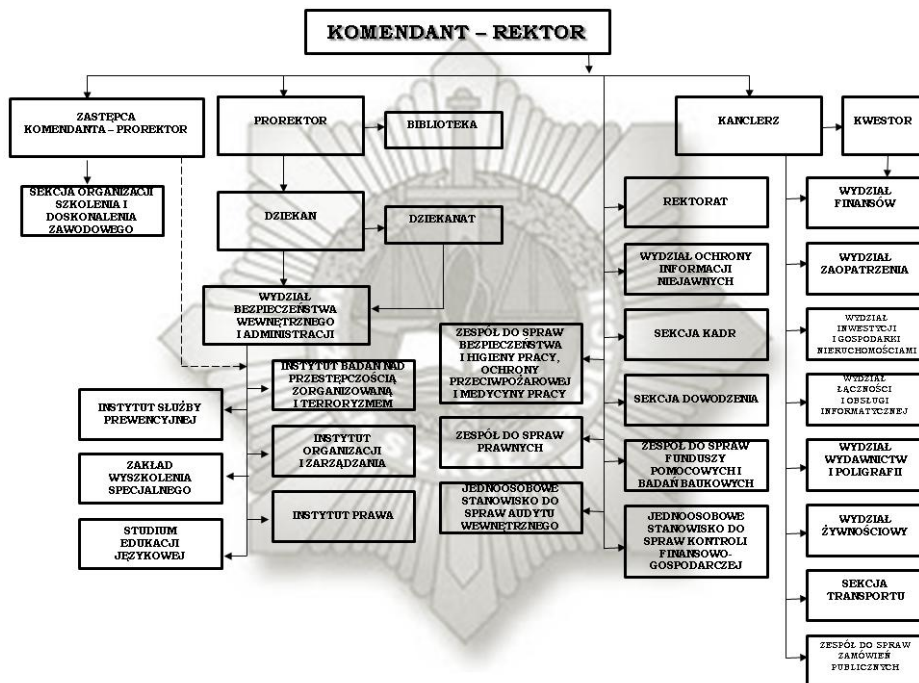 KOMENDANT – REKTOR
ZASTĘPCA
KOMENDANTA – PROREKTOR
PROREKTOR
BIBLIOTEKA
KANCLERZ
KWESTOR
SEKCJA ORGANIZACJI
SZKOLENIA I
DOSKONALENIA
ZAWODOWEGO
DZIEKAN
DZIEKANAT
REKTORAT
WYDZIAŁ
FINANSÓW
WYDZIAŁ OCHRONY
INFORMACJI
NIEJAWNYCH
WYDZIAŁ
ZAOPATRZENIA
WYDZIAŁ
BEZPIECZEŃSTWA
WEWNĘTRZNEGO
I ADMINISTRACJI
ZESPÓŁ DO SPRAW
BEZPIECZEŃSTWA
I HIGIENY PRACY,
OCHRONY
PRZECIWPOŻAROWEJ
I MEDYCYNY PRACY
SEKCJA KADR
WYDZIAŁ
INWESTYCJI
I GOSPODARKI
NIERUCHOMOŚCIAMI
INSTYTUT BADAŃ NAD
PRZESTĘPCZOŚCIĄ
ZORGANIZOWANĄ
I TERRORYZMEM
INSTYTUT SŁUŻBY
PREWENCYJNEJ
SEKCJA DOWODZENIA
WYDZIAŁ
ŁĄCZNOŚCI
I OBSŁUGI
INFORMATYCZNEJ
INSTYTUT
ORGANIZACJI
I ZARZĄDZANIA
ZESPÓŁ DO SPRAW
PRAWNYCH
ZESPÓŁ DO SPRAW
FUNDUSZY
POMOCOWYCH I
BADAŃ BAUKOWYCH
WYDZIAŁ
WYDAWNICTW
I POLIGRAFII
ZAKŁAD
WYSZKOLENIA
SPECJALNEGO
INSTYTUT PRAWA
JEDNOOSOBOWE
STANOWISKO DO
SPRAW AUDYTU
WEWNĘTRZNEGO
JEDNOOSOBOWE
STANOWISKO DO
SPRAW KONTROLI
FINANSOWO-
GOSPODARCZEJ
WYDZIAŁ
ŻYWNOŚCIOWY
STUDIUM
EDUKACJI
JĘZYKOWEJ
SEKCJA
TRANSPORTU
ZESPÓŁ DO SPRAW
ZAMÓWIEŃ
PUBLICZNYCH